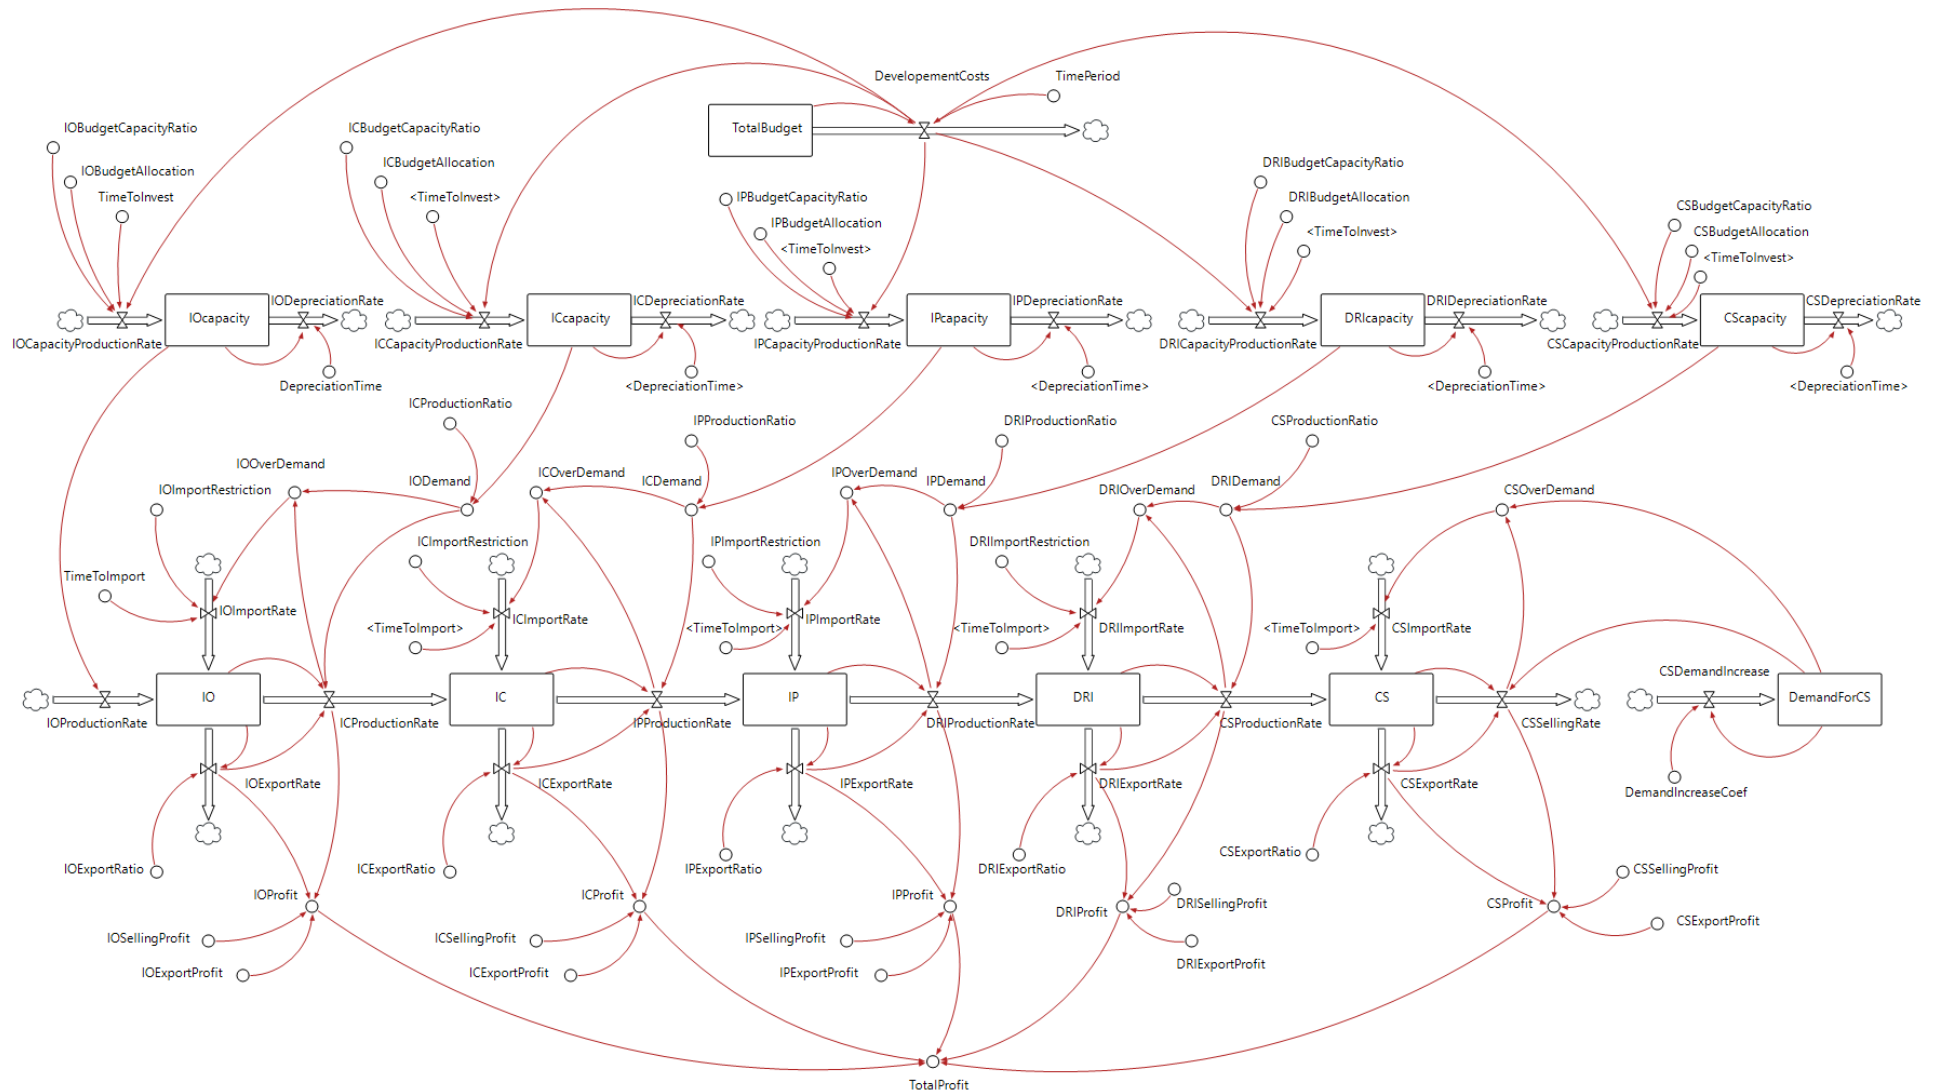 DevelopementCosts
TimePeriod
TotalBudget
IOBudgetCapacityRatio
IOBudgetAllocation
TimeToInvest
ICBudgetCapacityRatio
ICBudgetAllocation
<TimeToInvest>
IPBudgetCapacityRatio
IPBudgetAllocation
<TimeToInvest>
DRIBudgetCapacityRatio
DRIBudgetAllocation
<TimeToInvest>
CSBudgetCapacityRatio
CSBudgetAllocation
<TimeToInvest>
IOCapacityProductionRate
IOcapacity
IODepreciationRate
DepreciationTime
ICCapacityProductionRate
ICcapacity
ICDepreciationRate
<DepreciationTime>
IPCapacityProductionRate
IPcapacity
IPDepreciationRate
<DepreciationTime>
DRICapacityProductionRate
DRIcapacity
DRIDepreciationRate
<DepreciationTime>
CSCapacityProductionRate
CScapacity
CSDepreciationRate
<DepreciationTime>
ICProductionRatio
IPProductionRatio
DRIProductionRatio
CSProductionRatio
IOOverDemand
IODemand
ICOverDemand
ICDemand
IPOverDemand
IPDemand
DRIOverDemand
DRIDemand
CSOverDemand
IOImportRestriction
TimeToImport
IOImportRate
ICImportRestriction
<TimeToImport>
ICImportRate
IPImportRestriction
<TimeToImport>
IPImportRate
DRIImportRestriction
<TimeToImport>
DRIImportRate
<TimeToImport>
CSImportRate
IOProductionRate
IO
ICProductionRate
IC
IPProductionRate
IP
DRIProductionRate
DRI
CSProductionRate
CS
CSSellingRate
CSDemandIncrease
DemandForCS
DemandIncreaseCoef
IOExportRate
ICExportRate
IPExportRate
DRIExportRate
CSExportRate
IOExportRatio
ICExportRatio
IPExportRatio
DRIExportRatio
CSExportRatio
IOProfit
IOSellingProfit
IOExportProfit
ICProfit
ICSellingProfit
ICExportProfit
IPProfit
IPSellingProfit
IPExportProfit
DRIProfit
DRISellingProfit
DRIExportProfit
CSProfit
CSSellingProfit
CSExportProfit
TotalProfit